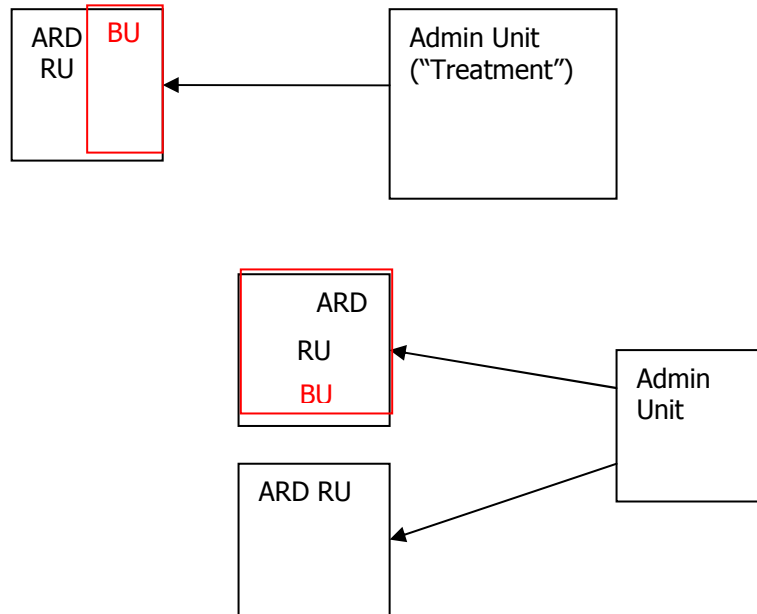 ARD
RU
BU
Admin Unit
(“Treatment”)
ARD
RU
BU
Admin
Unit
ARD RU